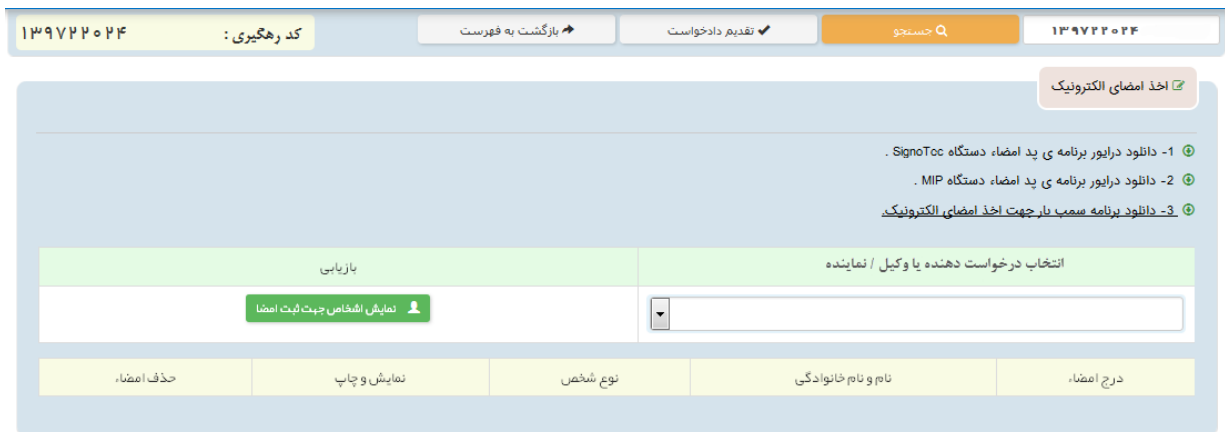 ۱۳۹۷۲۲۰۲۴ جستجو تقدیم دادخواست بازگشت به فهرست کد رهگیری : ۱۳۹۷۲۲۰۲۴
اخذ امضای الکترونیک
1- دانلود درایور برنامه ی پد امضاء دستگاه SignoTcc .
2- دانلود درایور برنامه ی پد امضاء دستگاه MIP .
3- دانلود برنامه سمپ یار جهت اخذ امضای الکترونیک.
انتخاب درخواست دهنده یا وکیل / نماینده بازیابی
نمایش اشخاص جهت ثبت امضا
درج امضاء نام و نام خانوادگی نوع شخص نمایش و چاپ حذف امضاء